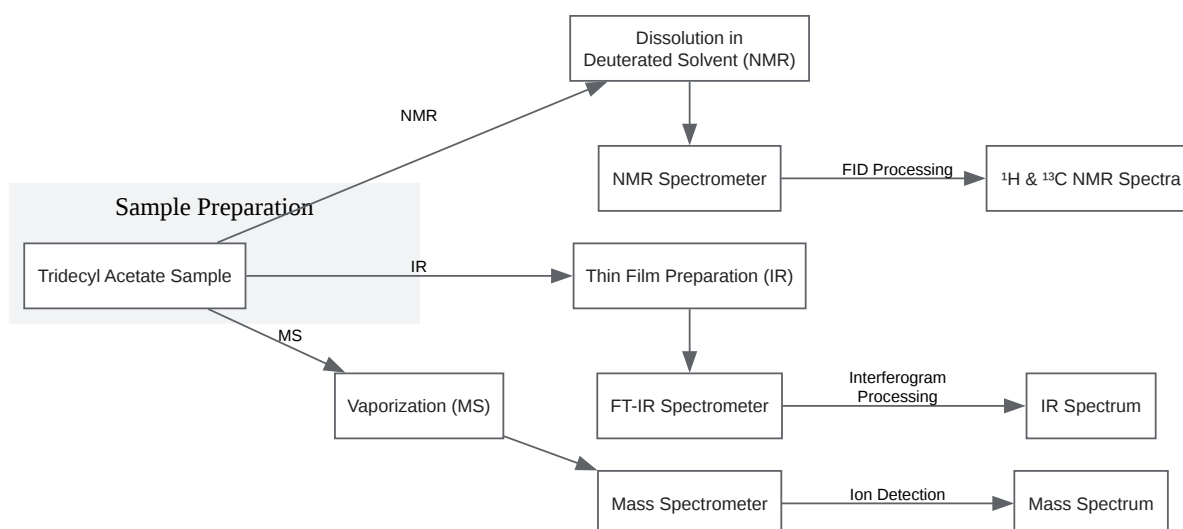 Dissolution in
Deuterated Solvent (NMR)
NMR
NMR Spectrometer
FID Processing
¹H & ¹³C NMR Spectra
Sample Preparation
Tridecyl Acetate Sample
IR
Thin Film Preparation (IR)
MS
Vaporization (MS)
FT-IR Spectrometer
Interferogram
Processing
IR Spectrum
Mass Spectrometer
Ion Detection
Mass Spectrum